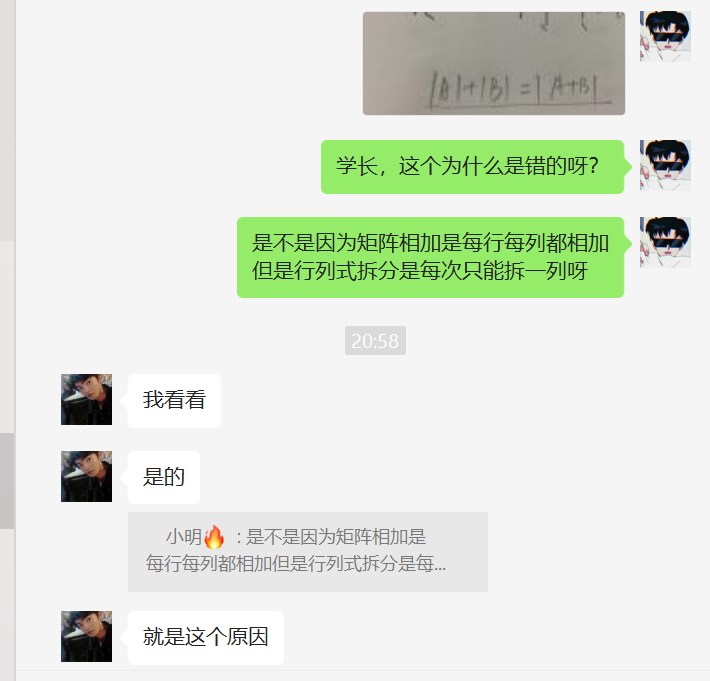 |A|+|B|=|A+B|
学长，这个为什么是错的呀?
是不是因为矩阵相加是每行每列都相加
但是行列式拆分是每次只能拆一列呀
20:58
我看看
是的
小明🔥：是不是因为矩阵相加是
每行每列都相加但是行列式拆分是每...
就是这个原因